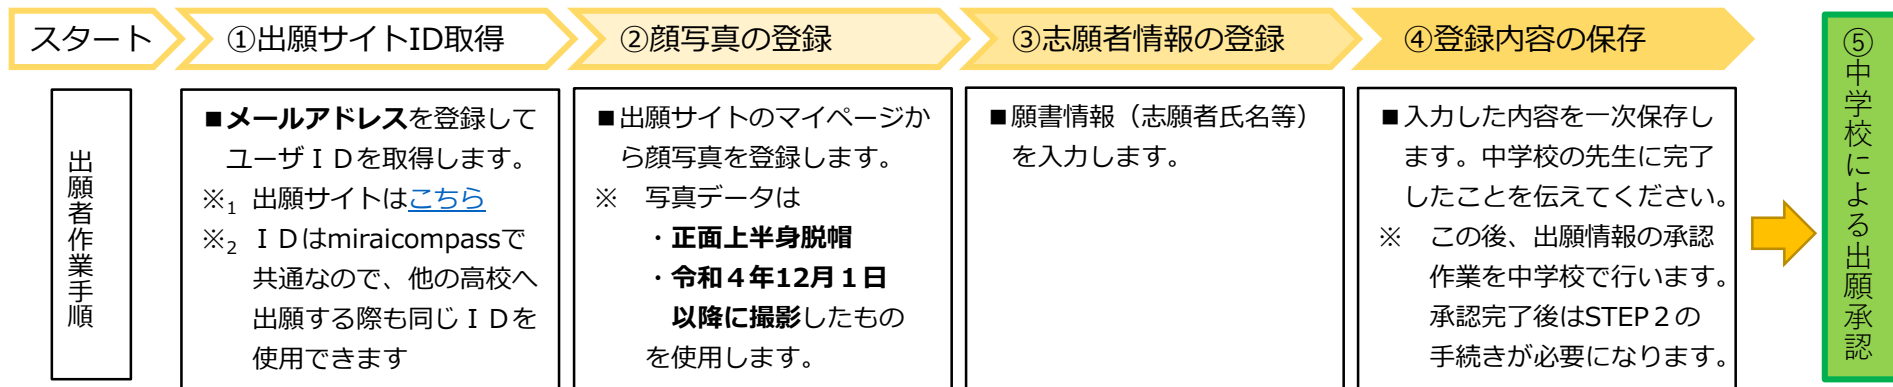 スタート
①出願サイトID取得
②顔写真の登録
③志願者情報の登録
④登録内容の保存
出願者作業手順
■メールアドレスを登録して
ユーザＩＤを取得します。
※1 出願サイトはこちら
※2 ＩＤはmiraicompassで
共通なので、他の高校へ
出願する際も同じＩＤを
使用できます
■出願サイトのマイページか
ら顔写真を登録します。
※ 写真データは
・正面上半身脱帽
・令和４年12月１日
以降に撮影したもの
を使用します。
■願書情報（志願者氏名等）
を入力します。
■入力した内容を一次保存し
ます。中学校の先生に完了
したことを伝えてください。
※ この後、出願情報の承認
作業を中学校で行います。
承認完了後はSTEP２の
手続きが必要になります。
⑤中学校による出願承認